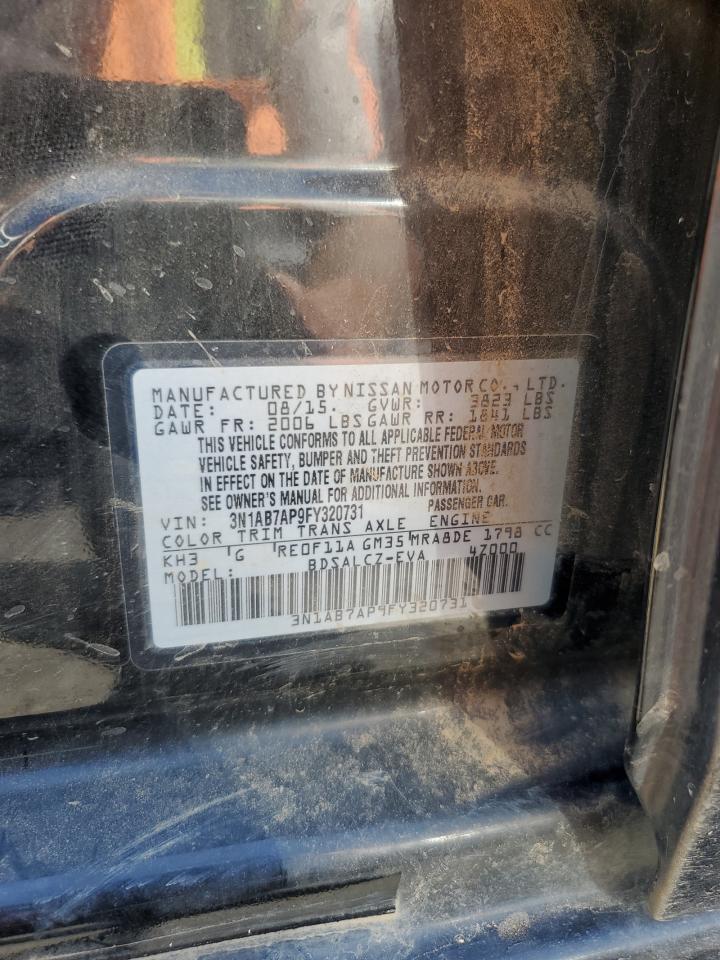 MANUFACTURED BY NISSAN MOTOR CO., LTD.
DATE: 08/15. GVWR: 3823 LBS
GAWR FR: 2006 LBS GAWR RR: 1841 LBS
THIS VEHICLE CONFORMS TO ALL APPLICABLE FEDERAL MOTOR
VEHICLE SAFETY, BUMPER AND THEFT PREVENTION STANDARDS
IN EFFECT ON THE DATE OF MANUFACTURE SHOWN ABOVE.
SEE OWNER'S MANUAL FOR ADDITIONAL INFORMATION.
VIN: 3N1AB7AP9FY320731 PASSENGER CAR.
COLOR TRIM TRANS AXLE ENGINE
KH3 G RE0F11A GM35 MRA8DE 1798 CC
MODEL: BDSALCZ-EVA 47000
3N1AB7AP9FY320731